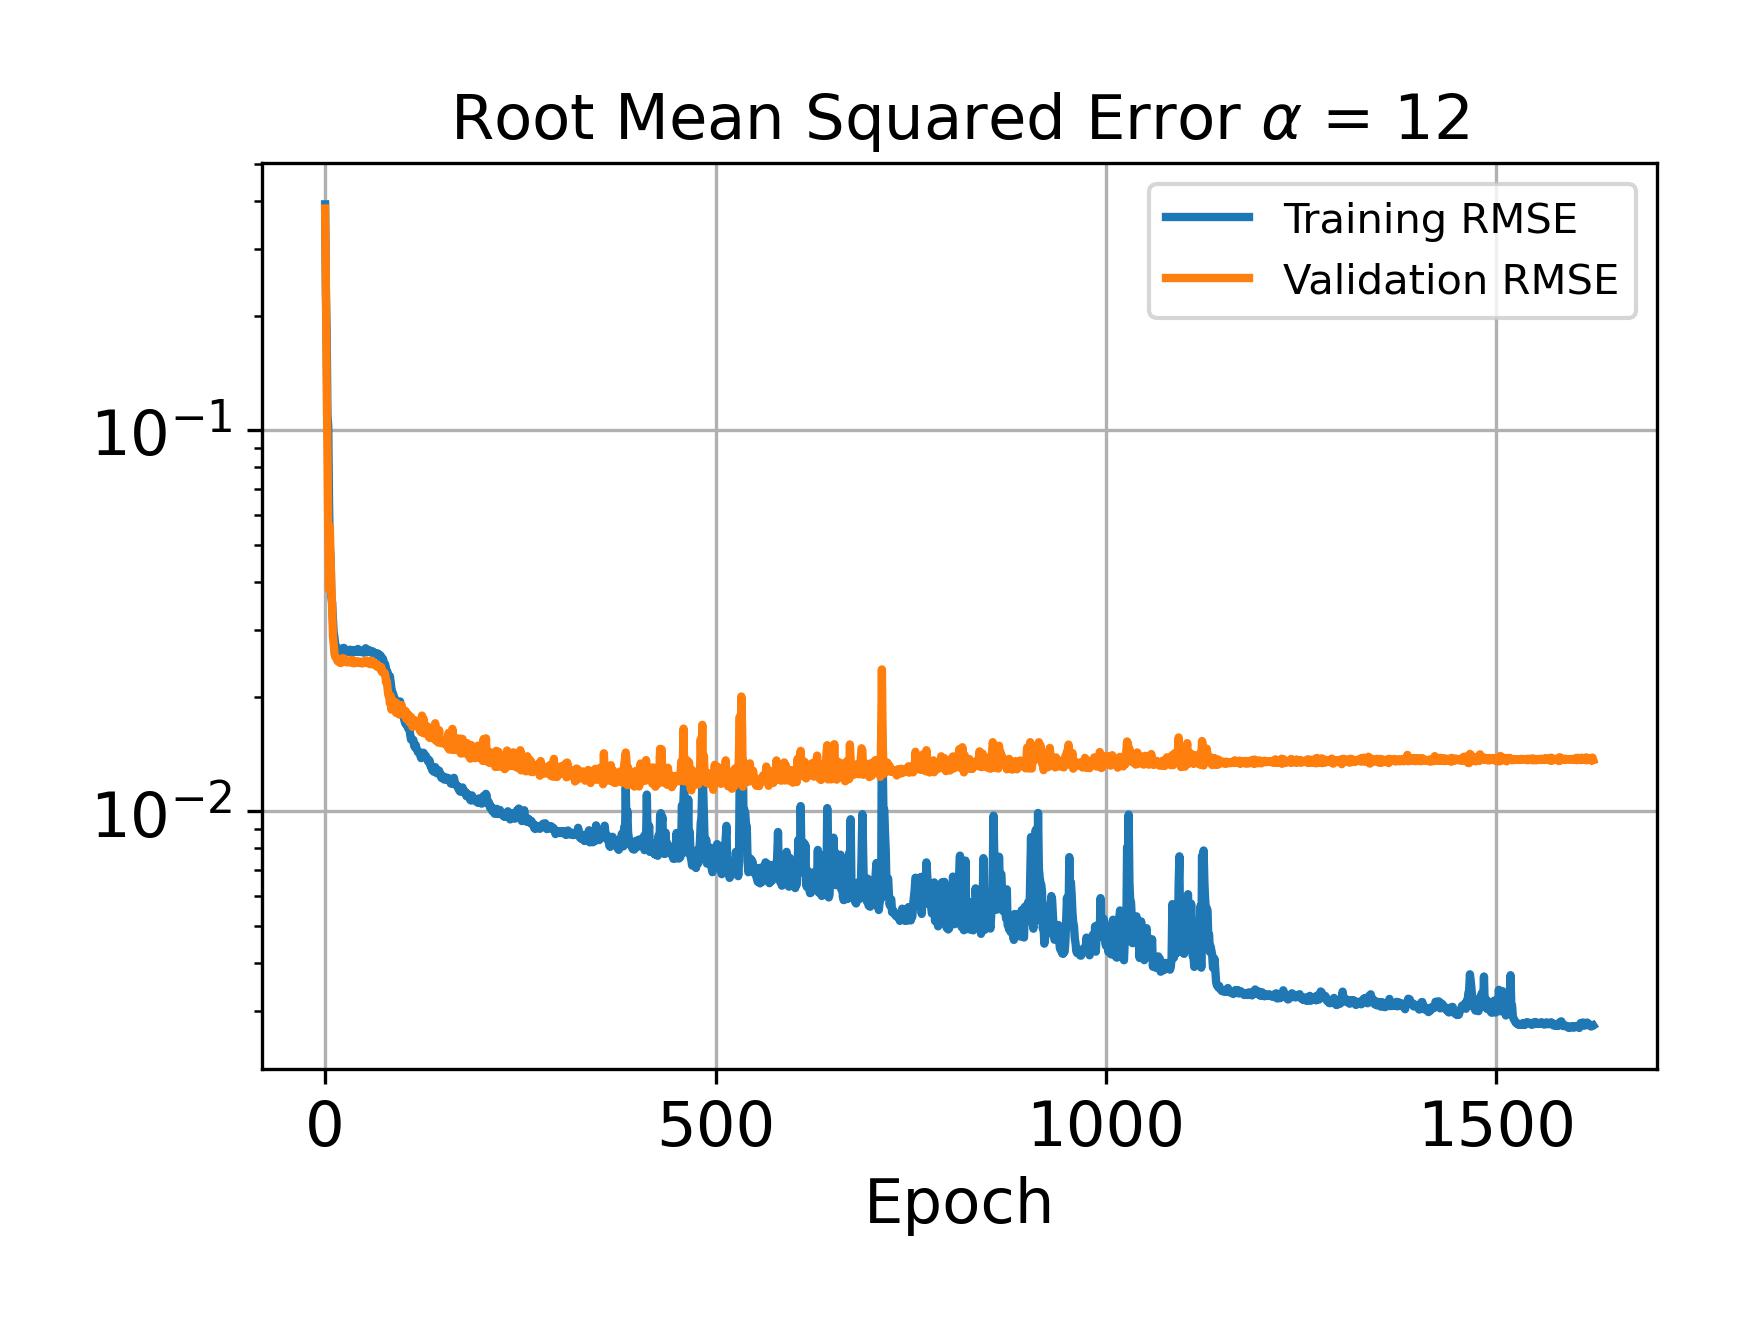 Root Mean Squared Error α = 12
Training RMSE
Validation RMSE
10⁻¹
10⁻²
0 500 1000 1500
Epoch